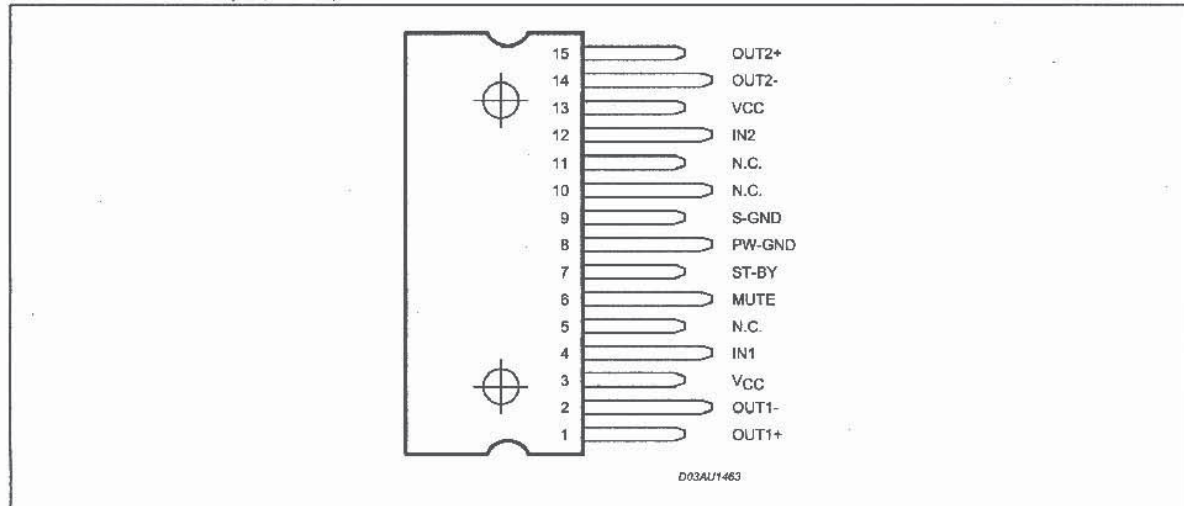 15 OUT2+
14 OUT2-
13 VCC
12 IN2
11 N.C.
10 N.C.
9 S-GND
8 PW-GND
7 ST-BY
6 MUTE
5 N.C.
4 IN1
3 VCC
2 OUT1-
1 OUT1+
D03AU1463